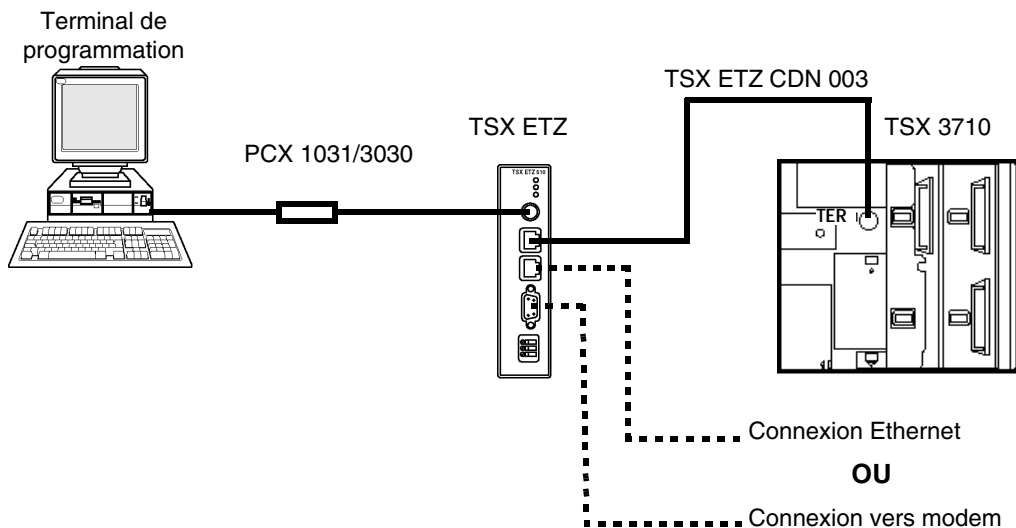 Terminal de
programmation
TSX ETZ CDN 003
TSX ETZ
TSX 3710
PCX 1031/3030
TSX ETZ 510
TER
Connexion Ethernet
OU
Connexion vers modem